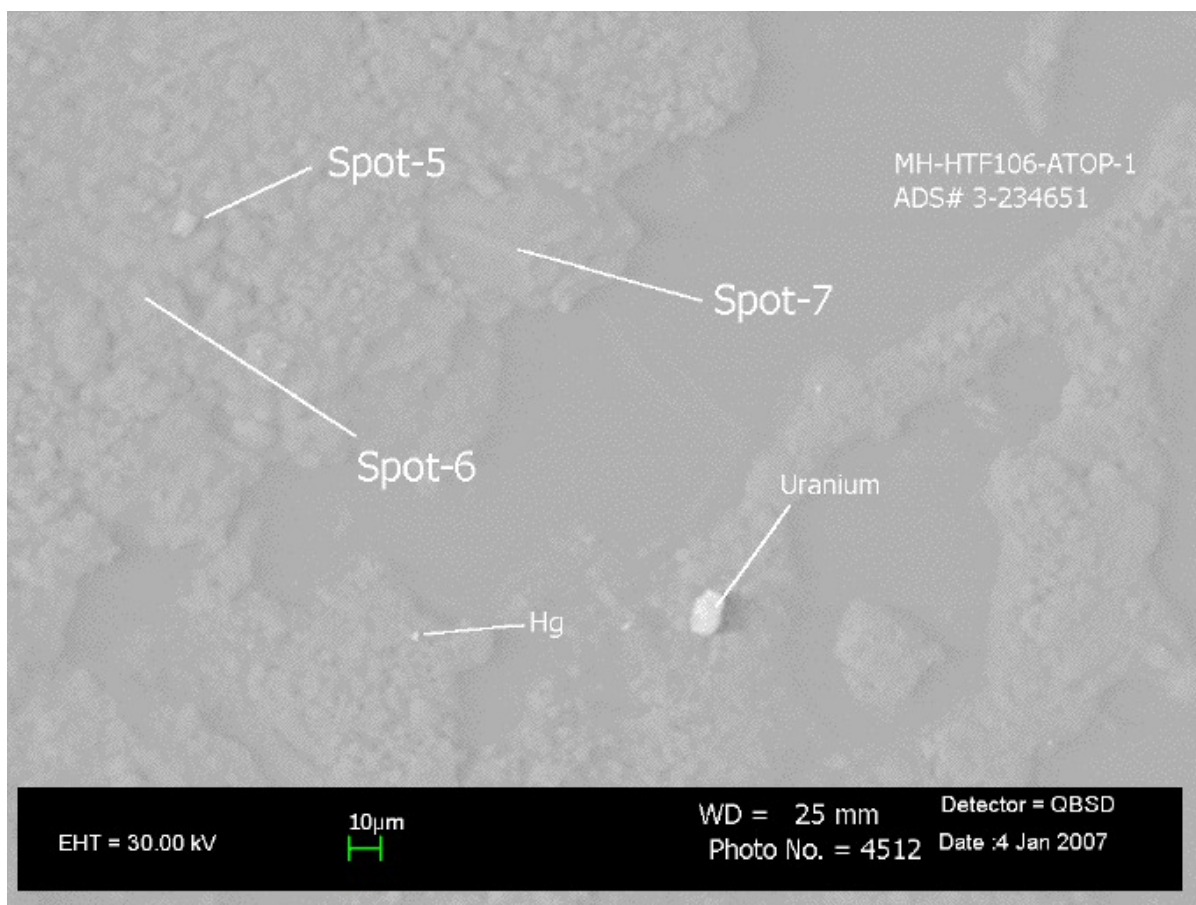 Spot-5
MH-HTF106-ATOP-1
ADS# 3-234651
Spot-7
Spot-6
Uranium
Hg
EHT = 30.00 kV
10µm
WD = 25 mm
Photo No. = 4512
Detector = QBSD
Date :4 Jan 2007